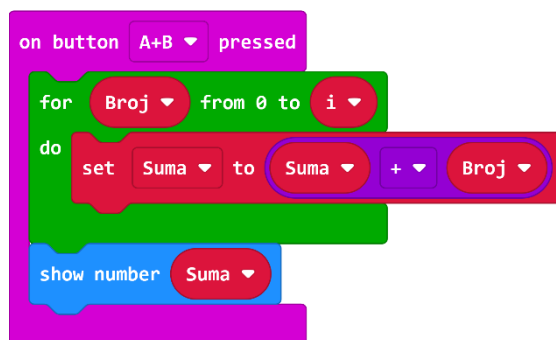 on button A+B pressed
for Broj from 0 to i
do
set Suma to Suma + Broj
show number Suma